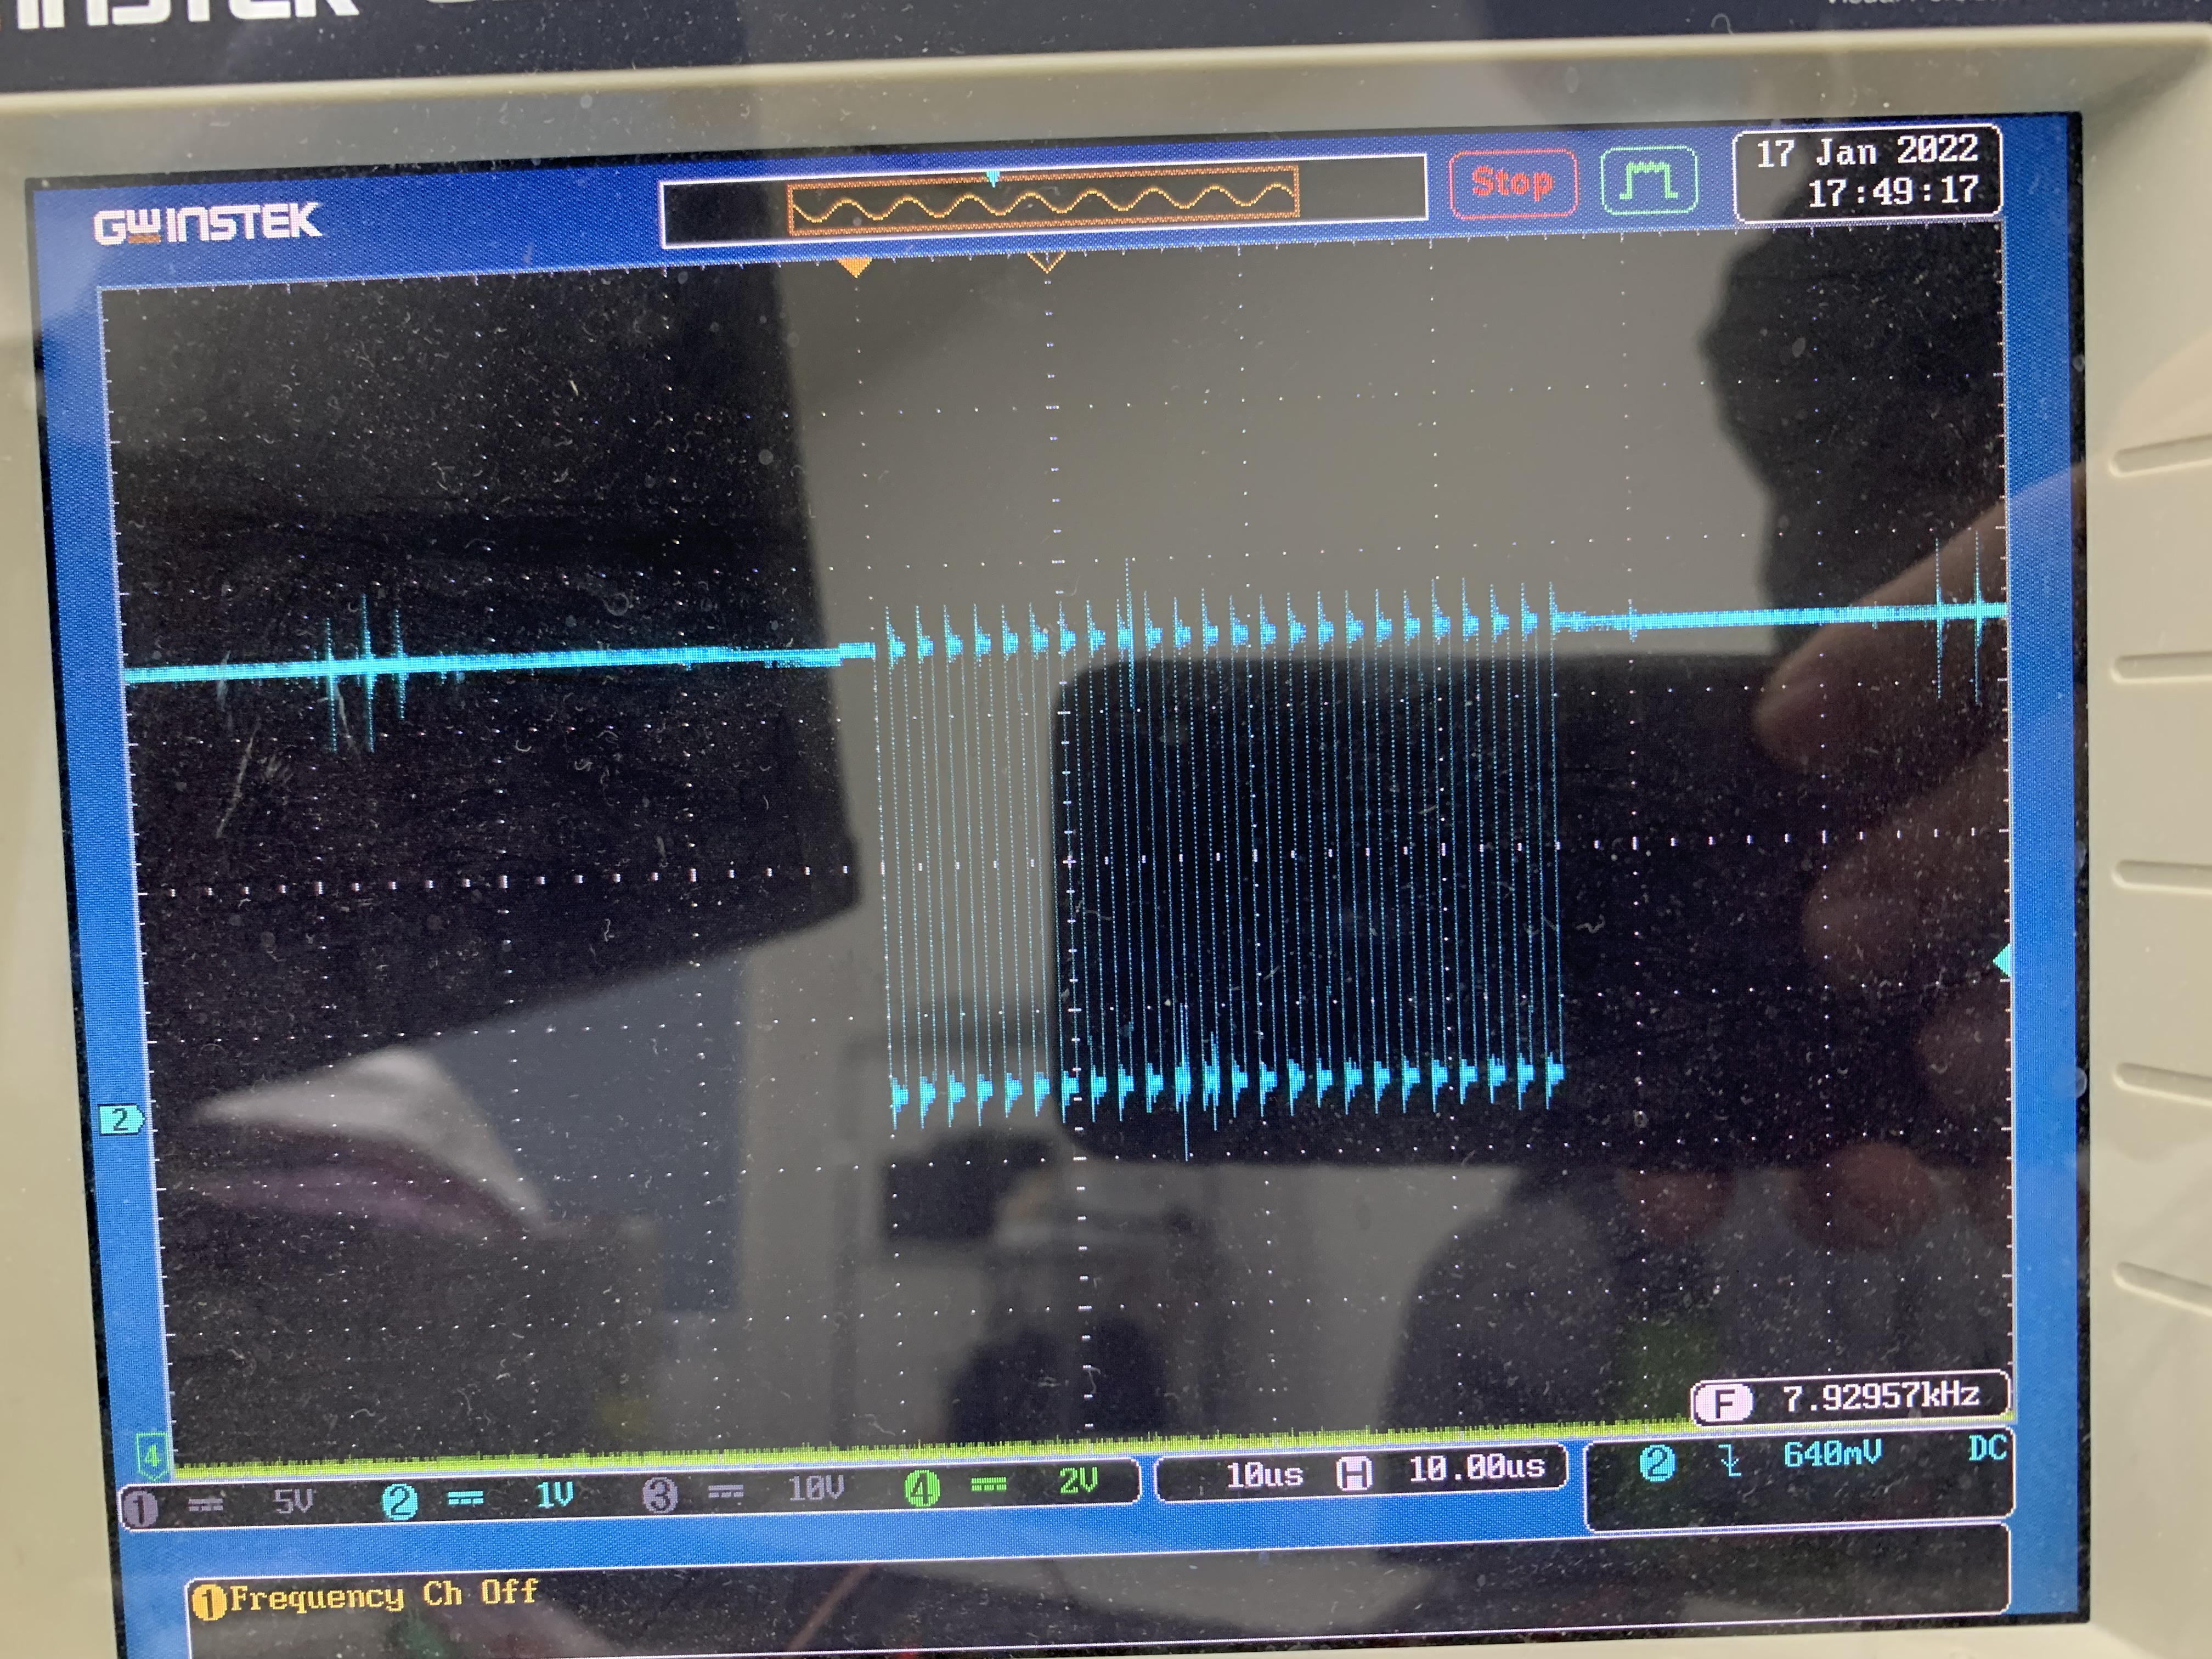 INSTEK
GWINSTEK
Stop
17 Jan 2022
17:49:17
2
4
F 7.92957kHz
1 5V 2 1V 3 10V 4 2V 10us H 10.00us 2 640mV DC
1 Frequency Ch Off